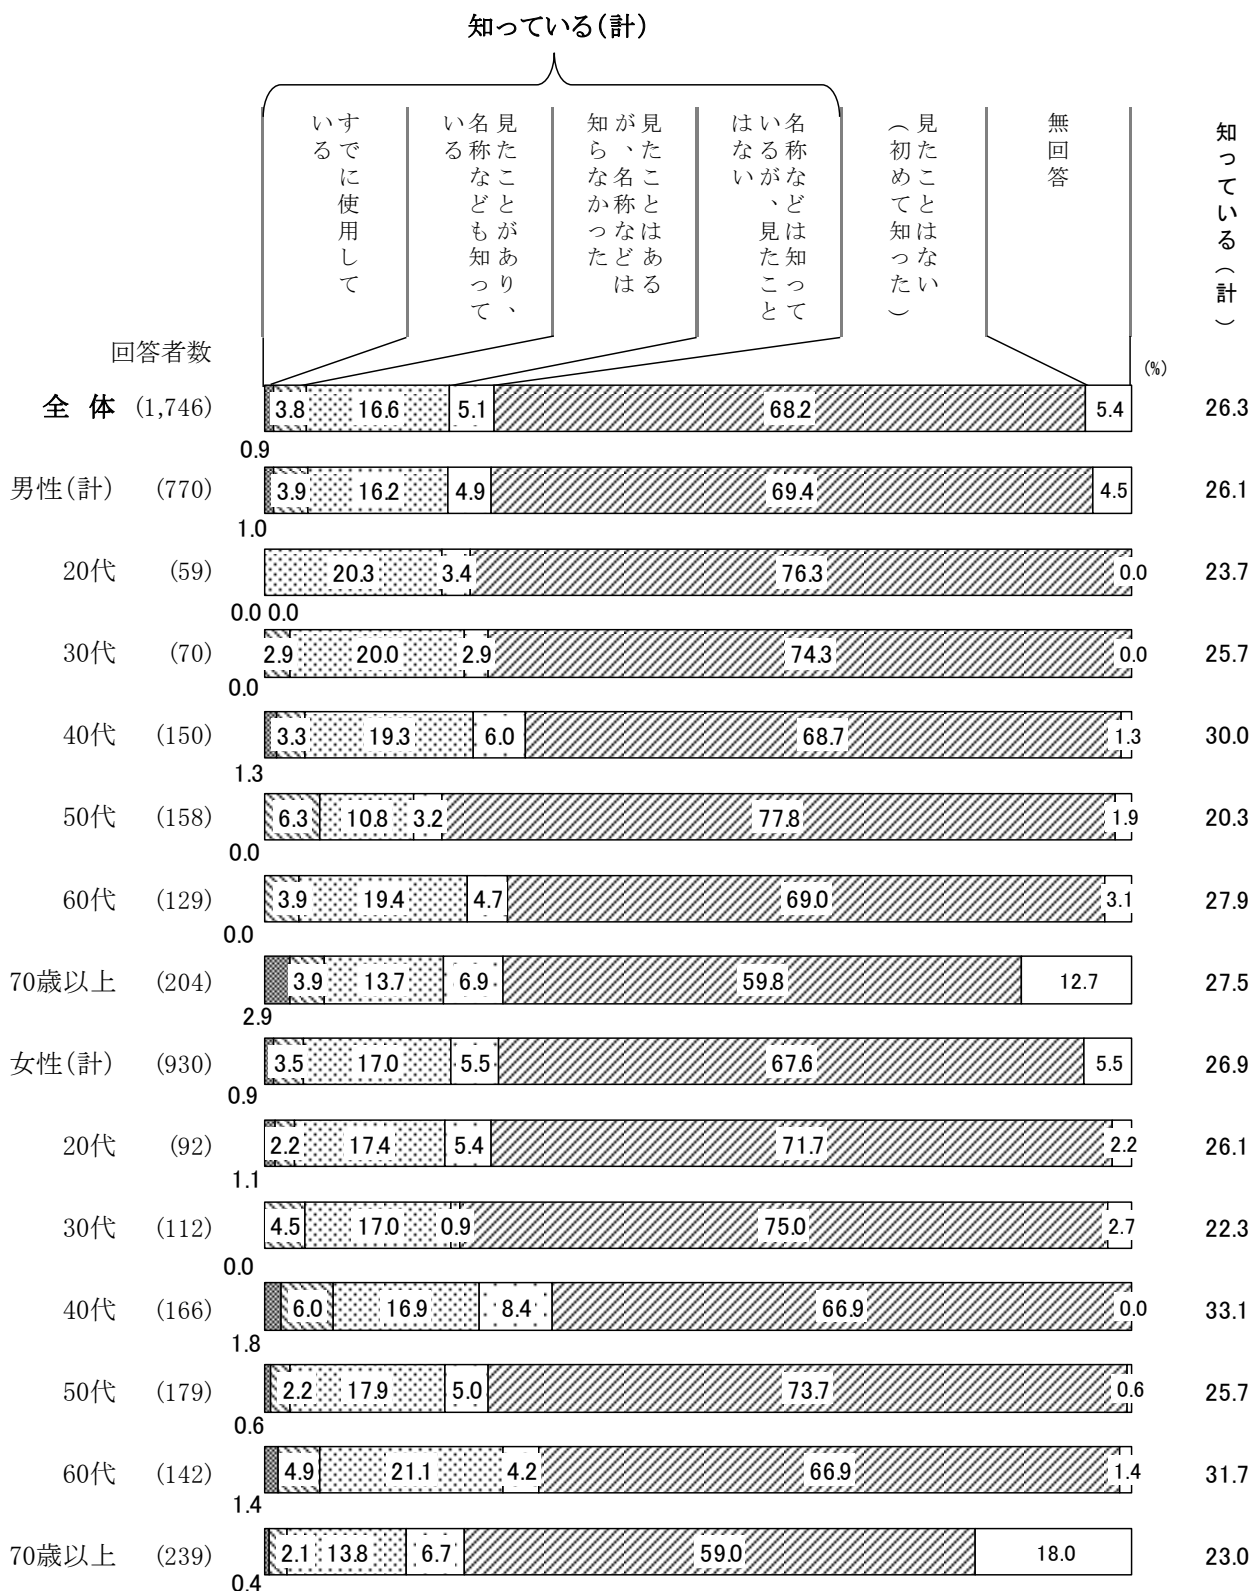 知っている(計)
すでに使用して
いる
見たことがあり、
名称なども知って
いる
見たことはある
が、名称などは
知らなかった
名称などは知って
いるが、見たこと
はない
見たことはない
(初めて知った)
無回答
知っている(計)
回答者数
(%)
全 体 (1,746) 3.8 16.6 5.1 68.2 5.4 26.3
0.9
男性(計) (770) 3.9 16.2 4.9 69.4 4.5 26.1
1.0
20代 (59) 20.3 3.4 76.3 0.0 23.7
0.0 0.0
30代 (70) 2.9 20.0 2.9 74.3 0.0 25.7
0.0
40代 (150) 3.3 19.3 6.0 68.7 1.3 30.0
1.3
50代 (158) 6.3 10.8 3.2 77.8 1.9 20.3
0.0
60代 (129) 3.9 19.4 4.7 69.0 3.1 27.9
0.0
70歳以上 (204) 3.9 13.7 6.9 59.8 12.7 27.5
2.9
女性(計) (930) 3.5 17.0 5.5 67.6 5.5 26.9
0.9
20代 (92) 2.2 17.4 5.4 71.7 2.2 26.1
1.1
30代 (112) 4.5 17.0 0.9 75.0 2.7 22.3
0.0
40代 (166) 6.0 16.9 8.4 66.9 0.0 33.1
1.8
50代 (179) 2.2 17.9 5.0 73.7 0.6 25.7
0.6
60代 (142) 4.9 21.1 4.2 66.9 1.4 31.7
1.4
70歳以上 (239) 2.1 13.8 6.7 59.0 18.0 23.0
0.4